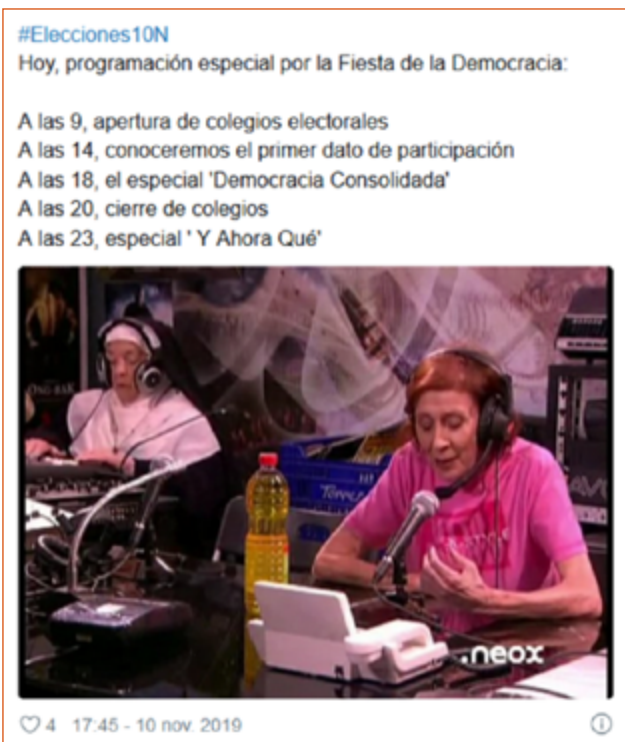 #Elecciones10N
Hoy, programación especial por la Fiesta de la Democracia:
A las 9, apertura de colegios electorales
A las 14, conoceremos el primer dato de participación
A las 18, el especial 'Democracia Consolidada'
A las 20, cierre de colegios
A las 23, especial ' Y Ahora Qué'
ONG-BAK
.neox
4 17:45 - 10 nov. 2019